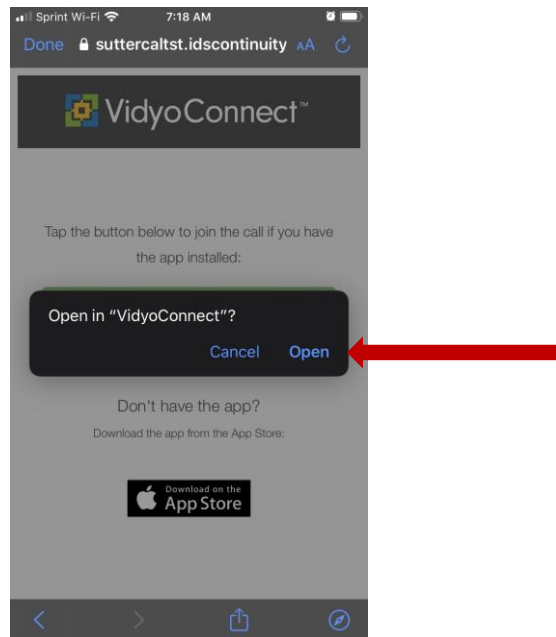 Sprint Wi-Fi 7:18 AM
Done suttercaltst.idscontinuity AA
VidyoConnect™
Tap the button below to join the call if you have
the app installed:
Open in “VidyoConnect”?
Cancel Open
Don't have the app?
Download the app from the App Store:
Download on the
App Store